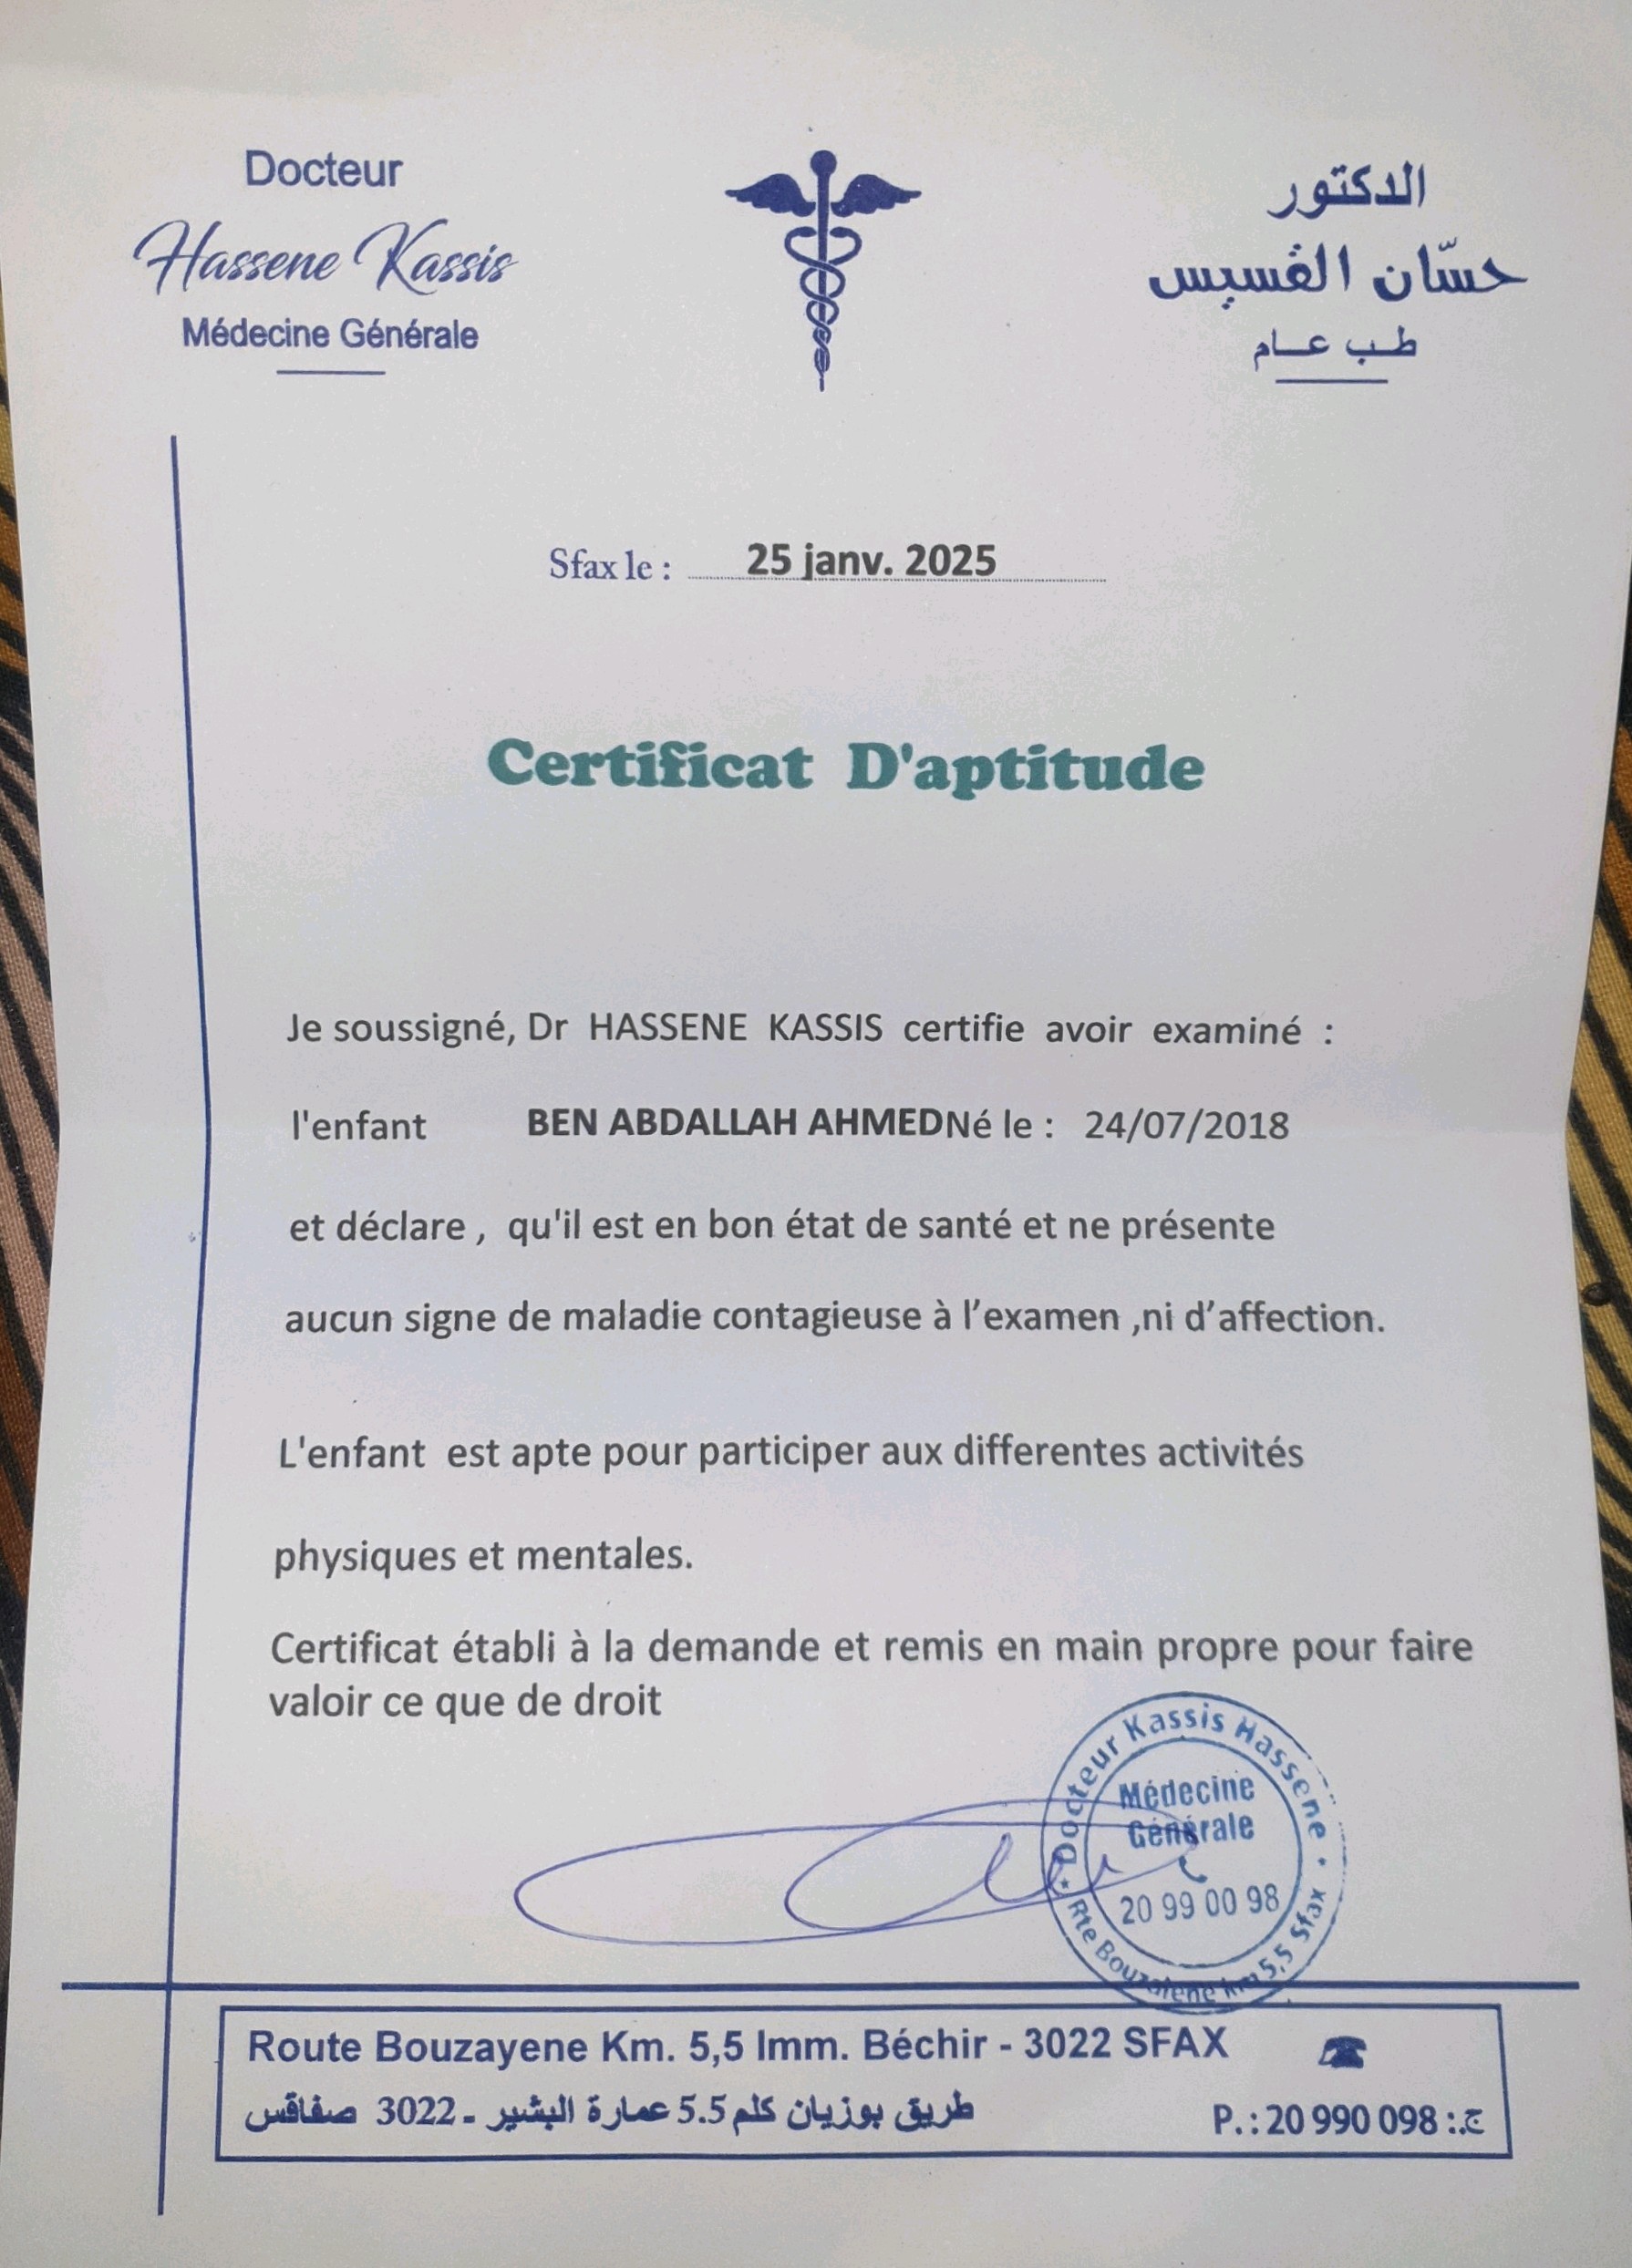 Docteur
Hassene Kassis
Médecine Générale
الدكتور
حسّان القسيس
طب عام
Sfax le : 25 janv. 2025
Certificat D'aptitude
Je soussigné, Dr HASSENE KASSIS certifie avoir examiné :
l'enfant BEN ABDALLAH AHMEDNé le : 24/07/2018
et déclare , qu'il est en bon état de santé et ne présente
aucun signe de maladie contagieuse à l’examen ,ni d’affection.
L'enfant est apte pour participer aux differentes activités
physiques et mentales.
Certificat établi à la demande et remis en main propre pour faire
valoir ce que de droit
Docteur Kassis Hassene
Médecine
Générale
20 99 00 98
Rte Bouzaiene km 5,5 Sfax
Route Bouzayene Km. 5,5 Imm. Béchir - 3022 SFAX
طريق بوزيان كلم 5.5 عمارة البشير - 3022 صفاقس
P. : 20 990 098 : ج.